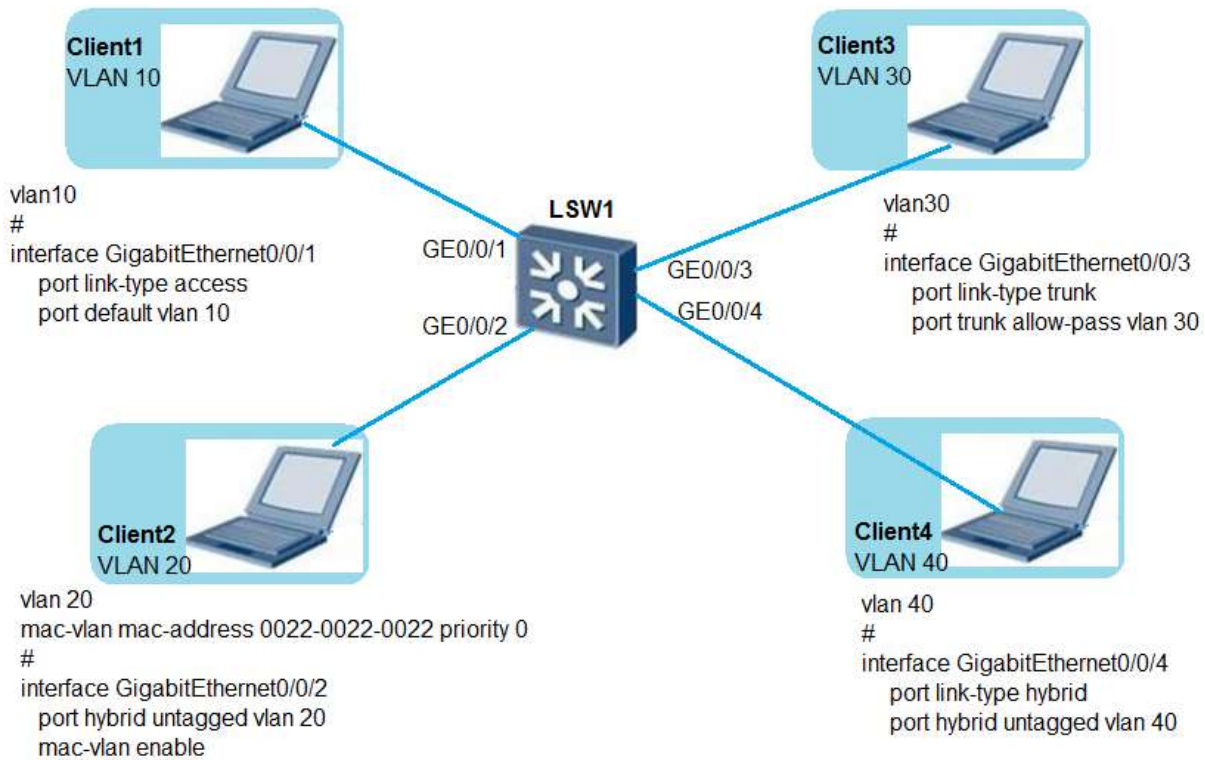 Client1
VLAN 10
vlan10
#
interface GigabitEthernet0/0/1
port link-type access
port default vlan 10
Client3
VLAN 30
vlan30
#
interface GigabitEthernet0/0/3
port link-type trunk
port trunk allow-pass vlan 30
LSW1
GE0/0/1
GE0/0/3
GE0/0/2
GE0/0/4
Client2
VLAN 20
vlan 20
mac-vlan mac-address 0022-0022-0022 priority 0
#
interface GigabitEthernet0/0/2
port hybrid untagged vlan 20
mac-vlan enable
Client4
VLAN 40
vlan 40
#
interface GigabitEthernet0/0/4
port link-type hybrid
port hybrid untagged vlan 40